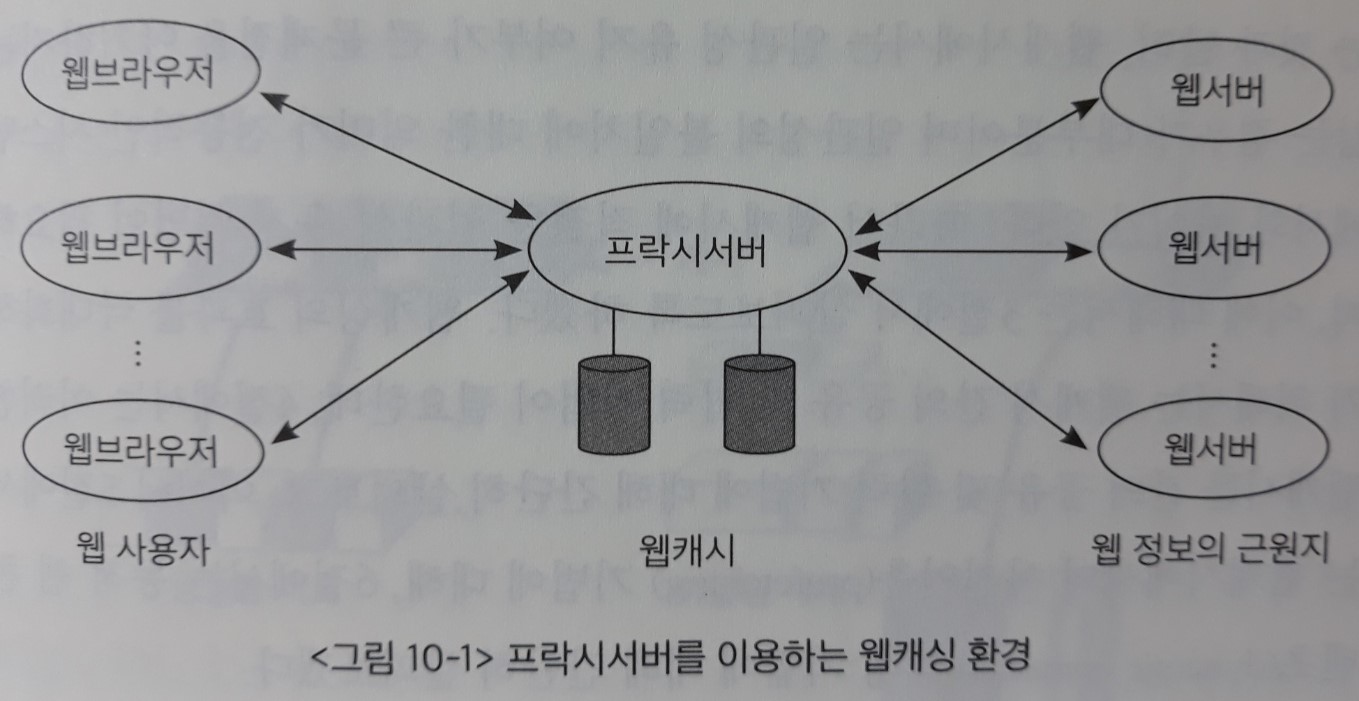 웹브라우저
웹서버
웹브라우저
프락시서버
웹서버
⋮
⋮
웹브라우저
웹서버
웹 사용자
웹캐시
웹 정보의 근원지
<그림 10-1> 프락시서버를 이용하는 웹캐싱 환경